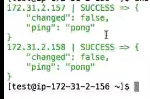 172.31.2.157 | SUCCESS => {
    "changed": false,
    "ping": "pong"
}
172.31.2.158 | SUCCESS => {
    "changed": false,
    "ping": "pong"
}
[test@ip-172-31-2-156 ~]$